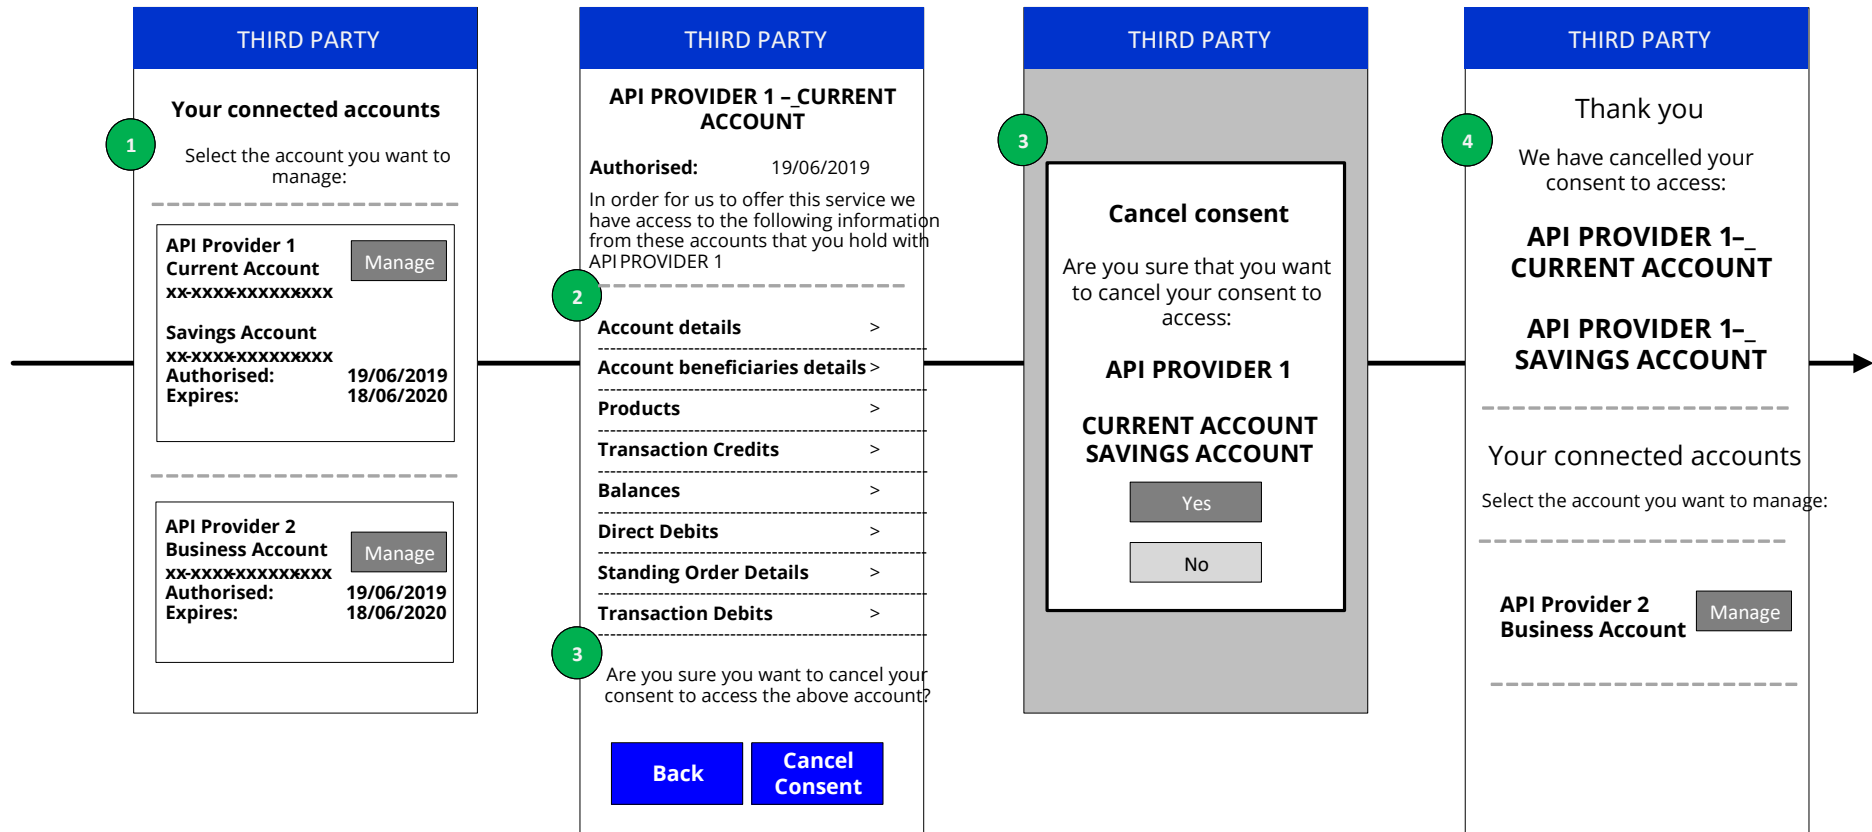 THIRD PARTY
Your connected accounts
1
Select the account you want to
manage:
API Provider 1
Current Account
Manage
xx-xxxx-xxxxxxxxx
Savings Account
xx-xxxx-xxxxxxxxx
Authorised: 19/06/2019
Expires: 18/06/2020
API Provider 2
Business Account
Manage
xx-xxxx-xxxxxxxxx
Authorised: 19/06/2019
Expires: 18/06/2020
THIRD PARTY
API PROVIDER 1 –_CURRENT
ACCOUNT
Authorised: 19/06/2019
In order for us to offer this service we
have access to the following information
from these accounts that you hold with
API PROVIDER 1
2
Account details >
Account beneficiaries details >
Products >
Transaction Credits >
Balances >
Direct Debits >
Standing Order Details >
Transaction Debits >
3
Are you sure you want to cancel your
consent to access the above account?
Back
Cancel
Consent
THIRD PARTY
3
Cancel consent
Are you sure that you want
to cancel your consent to
access:
API PROVIDER 1
CURRENT ACCOUNT
SAVINGS ACCOUNT
Yes
No
THIRD PARTY
Thank you
4
We have cancelled your
consent to access:
API PROVIDER 1–_
CURRENT ACCOUNT
API PROVIDER 1–_
SAVINGS ACCOUNT
Your connected accounts
Select the account you want to manage:
API Provider 2
Business Account
Manage